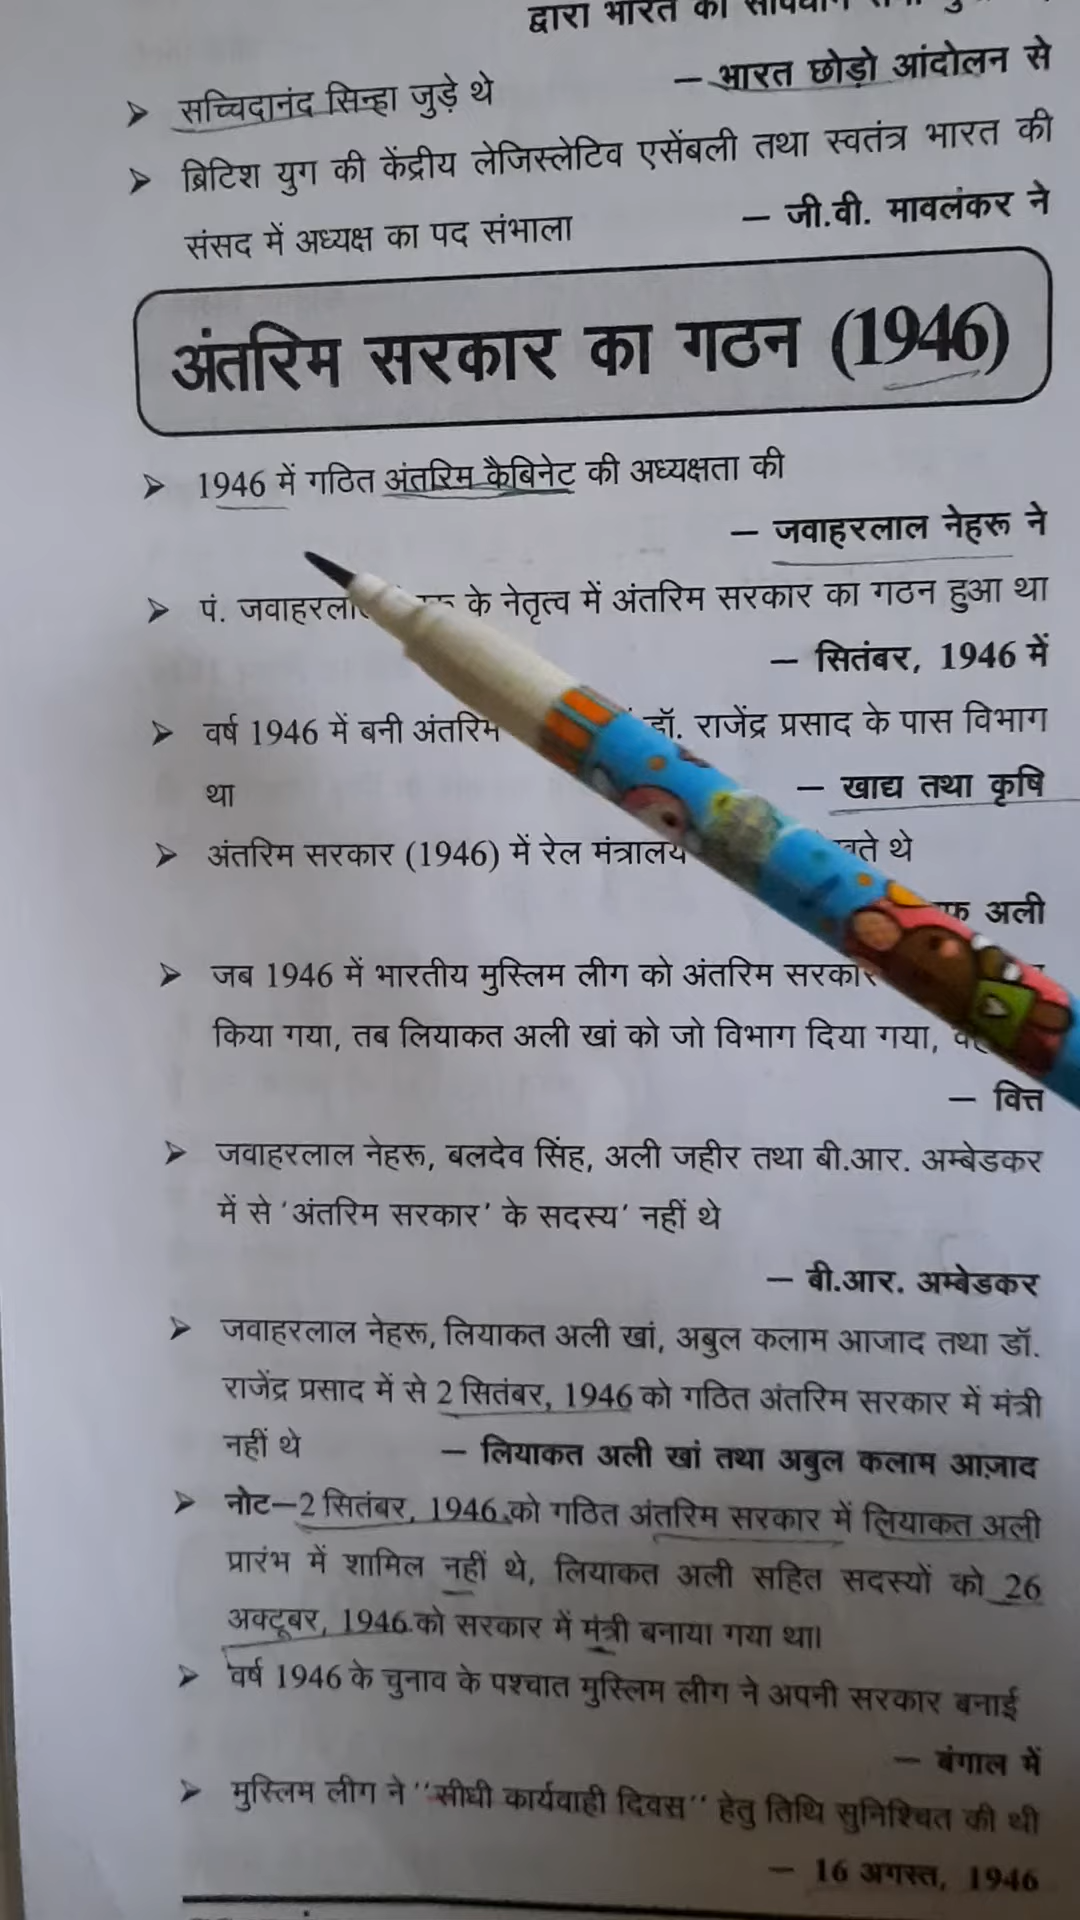 द्वारा भारत का
➤ सच्चिदानंद सिन्हा जुड़े थे — भारत छोड़ो आंदोलन से
➤ ब्रिटिश युग की केंद्रीय लेजिस्लेटिव एसेंबली तथा स्वतंत्र भारत की
संसद में अध्यक्ष का पद संभाला — जी.वी. मावलंकर ने
अंतरिम सरकार का गठन (1946)
➤ 1946 में गठित अंतरिम कैबिनेट की अध्यक्षता की
— जवाहरलाल नेहरू ने
➤ पं. के नेतृत्व में अंतरिम सरकार का गठन हुआ था
— सितंबर, 1946 में
➤ वर्ष 1946 में बनी अंतरिम डॉ. राजेंद्र प्रसाद के पास विभाग
था — खाद्य तथा कृषि
➤ अंतरिम सरकार (1946) में रेल मंत्रालय थे
अली
➤ जब 1946 में भारतीय मुस्लिम लीग को अंतरिम सरकार
किया गया, तब लियाकत अली खां को जो विभाग दिया गया,
— वित्त
➤ जवाहरलाल नेहरू, बलदेव सिंह, अली जहीर तथा बी.आर. अम्बेडकर
में से ‘अंतरिम सरकार’ के सदस्य’ नहीं थे
— बी.आर. अम्बेडकर
➤ जवाहरलाल नेहरू, लियाकत अली खां, अबुल कलाम आजाद तथा डॉ.
राजेंद्र प्रसाद में से 2 सितंबर, 1946 को गठित अंतरिम सरकार में मंत्री
नहीं थे — लियाकत अली खां तथा अबुल कलाम आज़ाद
➤ नोट–2 सितंबर, 1946 को गठित अंतरिम सरकार में लियाकत अली
प्रारंभ में शामिल नहीं थे, लियाकत अली सहित सदस्यों को 26
अक्टूबर, 1946 को सरकार में मंत्री बनाया गया था।
➤ वर्ष 1946 के चुनाव के पश्चात मुस्लिम लीग ने अपनी सरकार बनाई
— बंगाल में
➤ मुस्लिम लीग ने ‘‘सीधी कार्यवाही दिवस’’ हेतु तिथि सुनिश्चित की थी
— 16 अगस्त, 1946